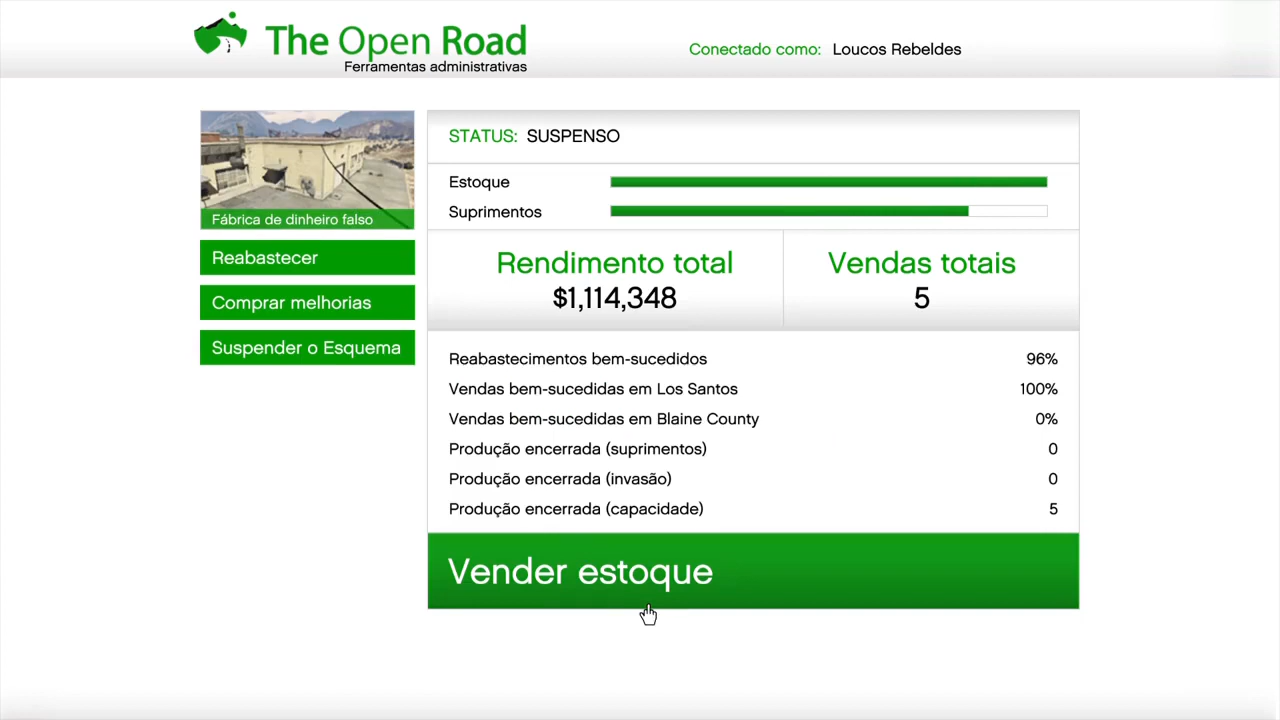 The Open Road
Ferramentas administrativas
Conectado como: Loucos Rebeldes
Fábrica de dinheiro falso
Reabastecer
Comprar melhorias
Suspender o Esquema
STATUS: SUSPENSO
Estoque
Suprimentos
Rendimento total
$1,114,348
Vendas totais
5
Reabastecimentos bem-sucedidos 96%
Vendas bem-sucedidas em Los Santos 100%
Vendas bem-sucedidas em Blaine County 0%
Produção encerrada (suprimentos) 0
Produção encerrada (invasão) 0
Produção encerrada (capacidade) 5
Vender estoque